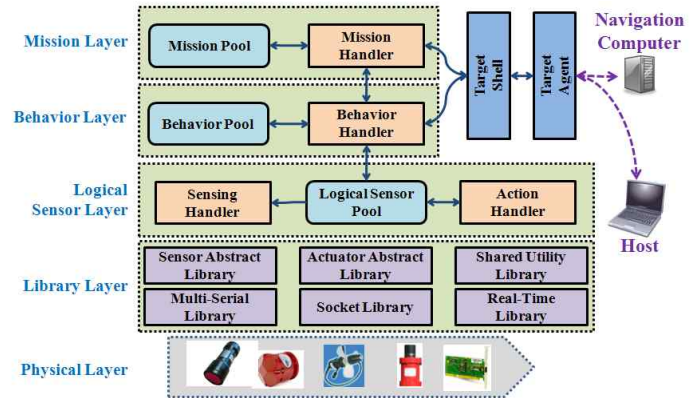 Mission Layer
Mission Pool
Mission
Handler
Target
Shell
Target
Agent
Navigation
Computer
Behavior Layer
Behavior Pool
Behavior
Handler
Logical
Sensor Layer
Sensing
Handler
Logical Sensor
Pool
Action
Handler
Host
Library Layer
Sensor Abstract
Library
Actuator Abstract
Library
Shared Utility
Library
Multi-Serial
Library
Socket Library
Real-Time
Library
Physical Layer